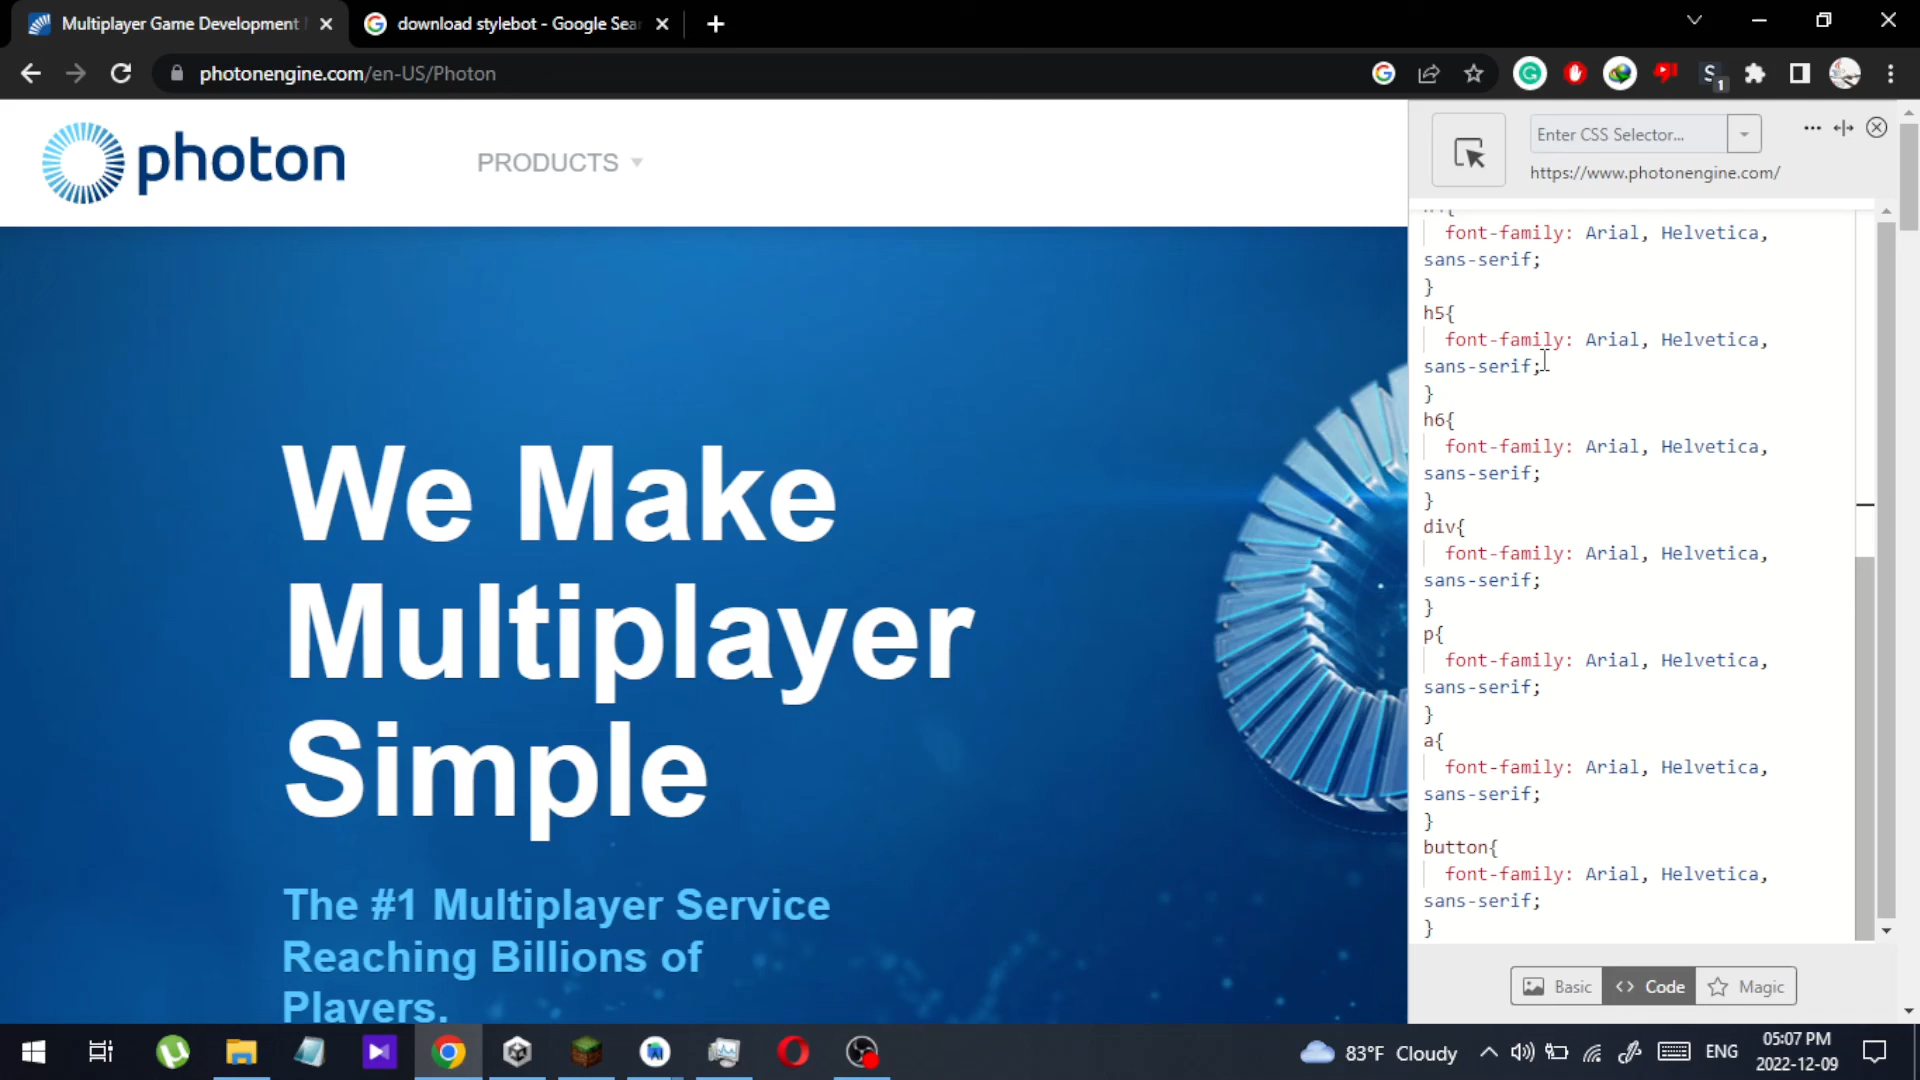 Multiplayer Game Development
download stylebot - Google Sea
photonengine.com/en-US/Photon
photon
PRODUCTS
We Make
Multiplayer
Simple
The #1 Multiplayer Service
Reaching Billions of
Players.
Enter CSS Selector...
https://www.photonengine.com/
font-family: Arial, Helvetica,
sans-serif;
}
h5{
font-family: Arial, Helvetica,
sans-serif;
}
h6{
font-family: Arial, Helvetica,
sans-serif;
}
div{
font-family: Arial, Helvetica,
sans-serif;
}
p{
font-family: Arial, Helvetica,
sans-serif;
}
a{
font-family: Arial, Helvetica,
sans-serif;
}
button{
font-family: Arial, Helvetica,
sans-serif;
}
Basic
<> Code
Magic
83°F Cloudy
ENG
05:07 PM
2022-12-09